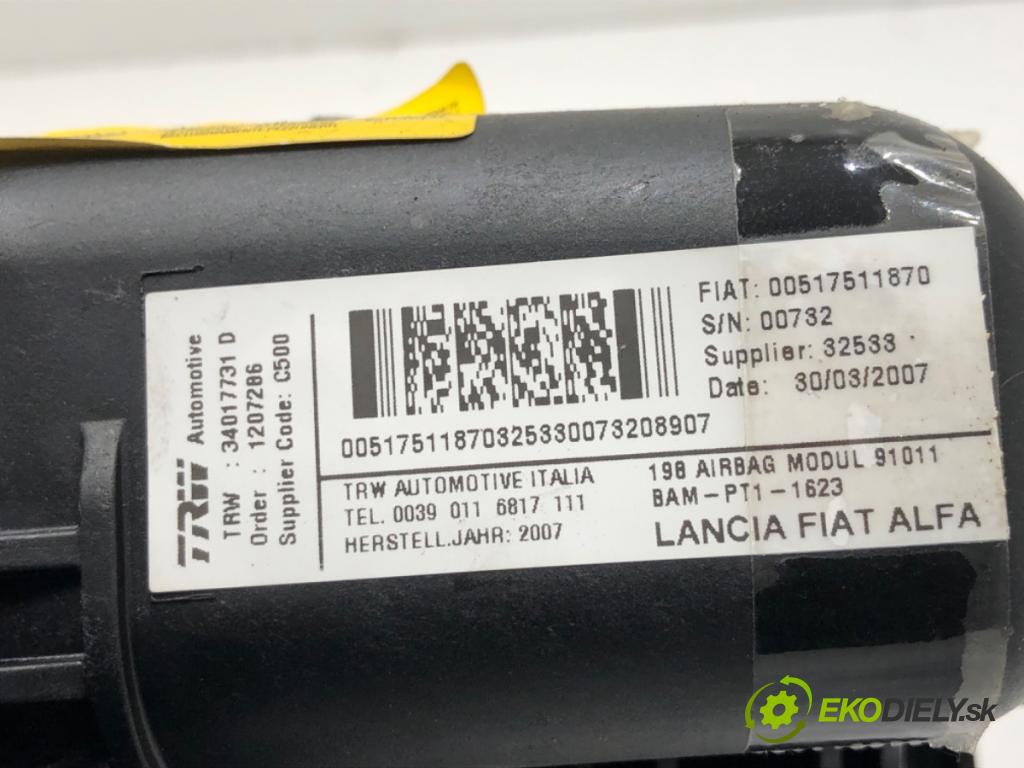 TRW Automotive
TRW : 34017731 D
Order : 1207286
Supplier Code: C500
FIAT: 00517511870
S/N: 00732
Supplier: 32533
Date: 30/03/2007
00517511870325330073208907
TRW AUTOMOTIVE ITALIA
TEL. 0039 011 6817 111
HERSTELL.JAHR: 2007
198 AIRBAG MODUL 91011
BAM-PT1-1623
LANCIA FIAT ALFA
EKODIELY.sk